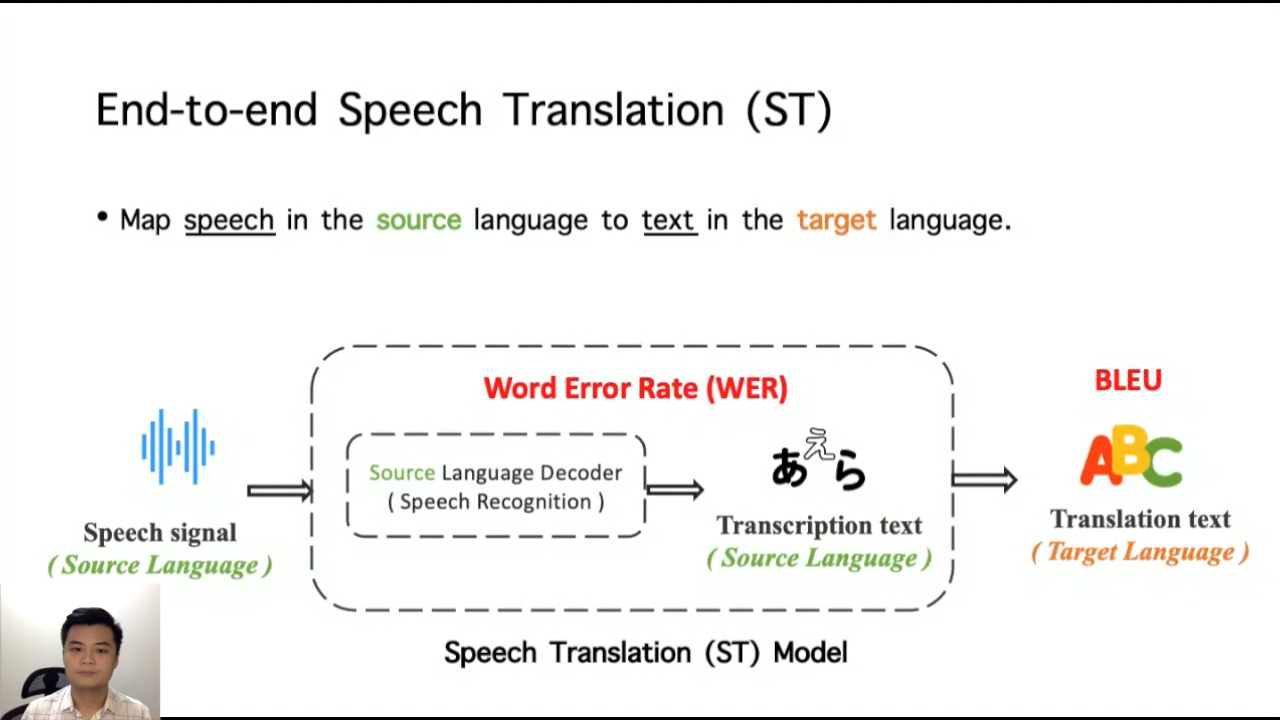 End-to-end Speech Translation (ST)
• Map speech in the source language to text in the target language.
Word Error Rate (WER)
BLEU
Source Language Decoder
( Speech Recognition )
あえら
ABC
Speech signal
( Source Language )
Transcription text
( Source Language )
Translation text
( Target Language )
Speech Translation (ST) Model